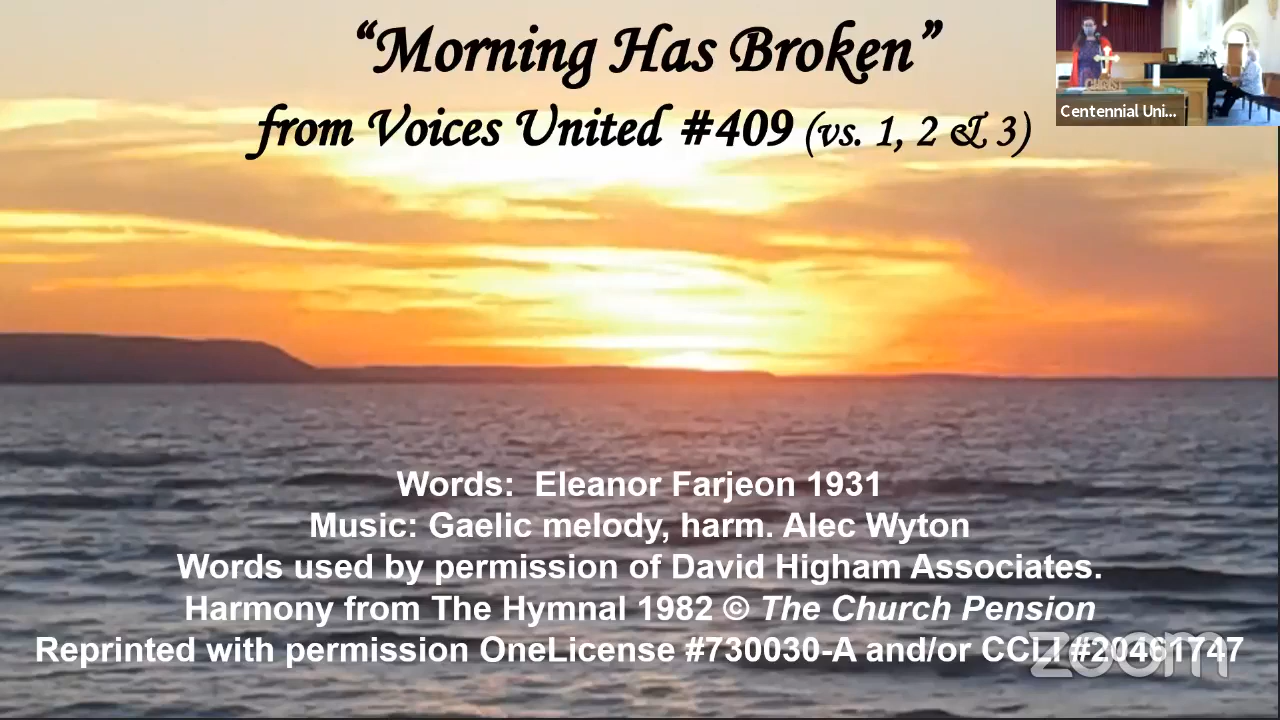 “Morning Has Broken”
from Voices United #409 (vs. 1, 2 & 3)
Centennial Uni...
CHRIST
Words:  Eleanor Farjeon 1931
Music: Gaelic melody, harm. Alec Wyton
Words used by permission of David Higham Associates.
Harmony from The Hymnal 1982 © The Church Pension
Reprinted with permission OneLicense #730030-A and/or CCLI #20461747
zoom